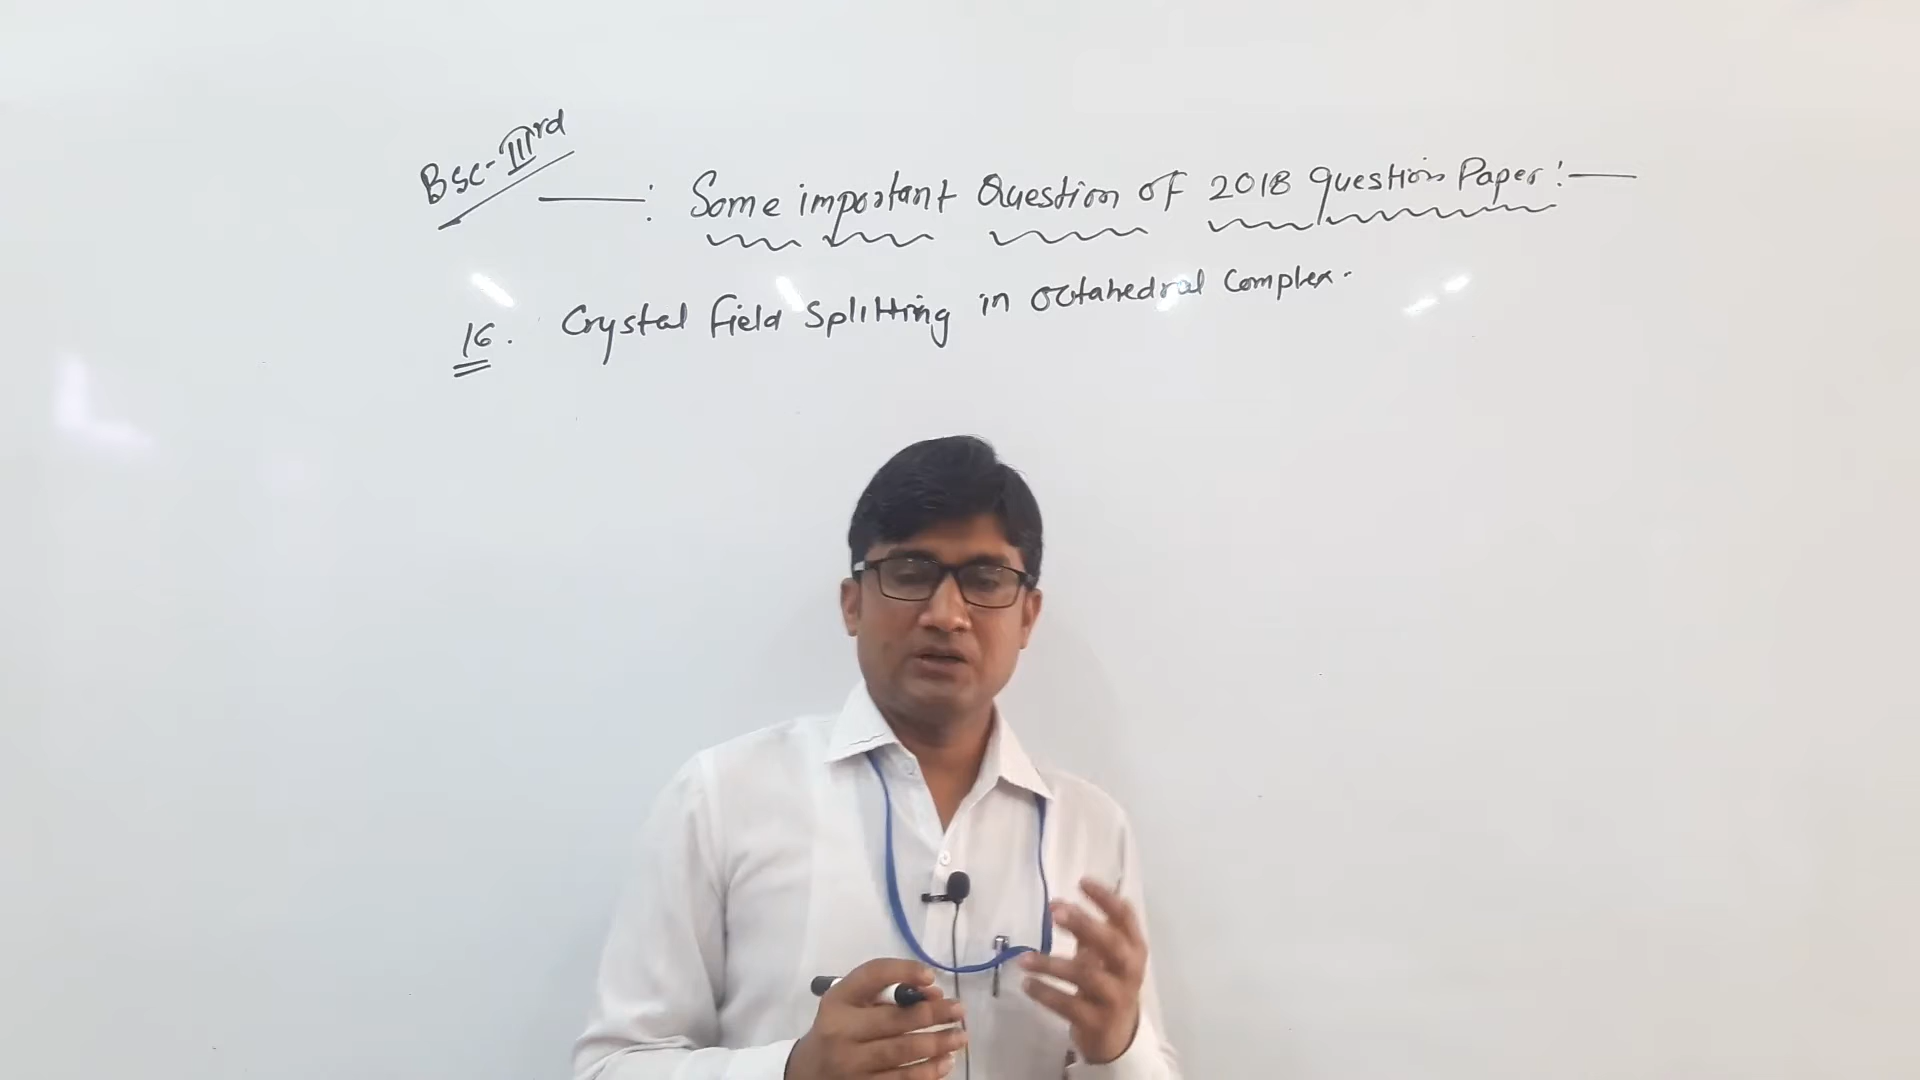 Bsc-IIIrd
Some important Question of 2018 question Paper:-
16. Crystal field Splitting in octahedral Complex.